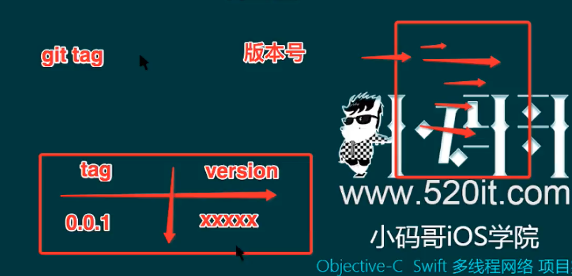 git tag
版本号
tag version
0.0.1 xxxxx
小码哥
www.520it.com
小码哥iOS学院
Objective-C Swift 多线程网络 项目